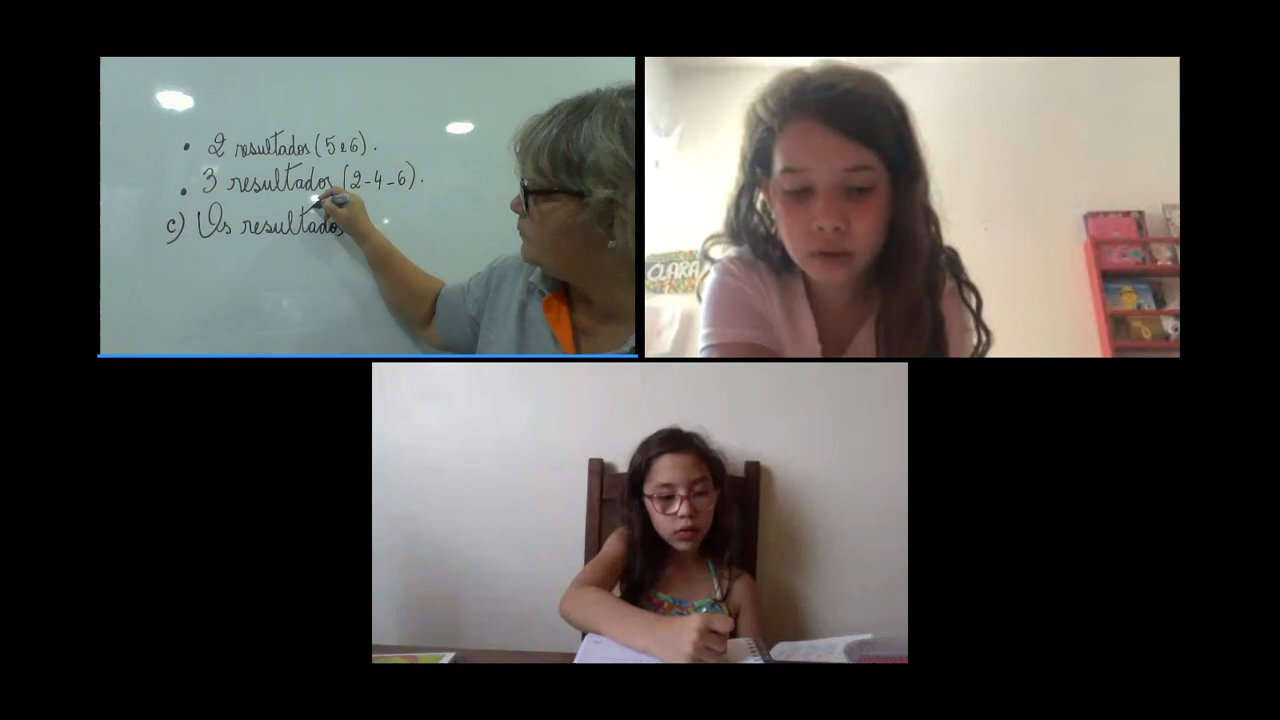 • 2 resultados (5 e 6).
• 3 resultados (2-4-6).
c) Os resultados
CLARA